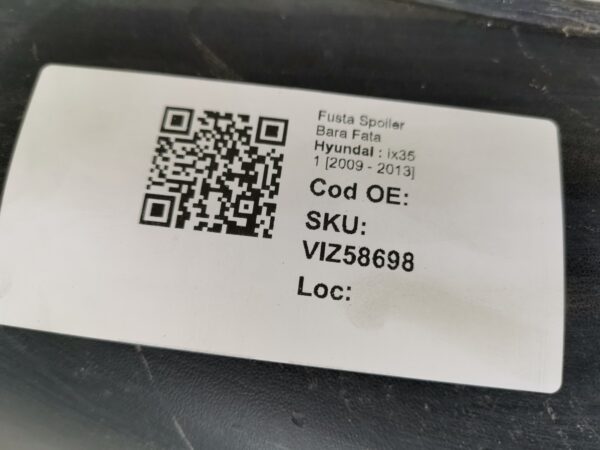 Fusta Spoiler
Bara Fata
Hyundai : ix35
1 [2009 - 2013]
Cod OE:
SKU:
VIZ58698
Loc: